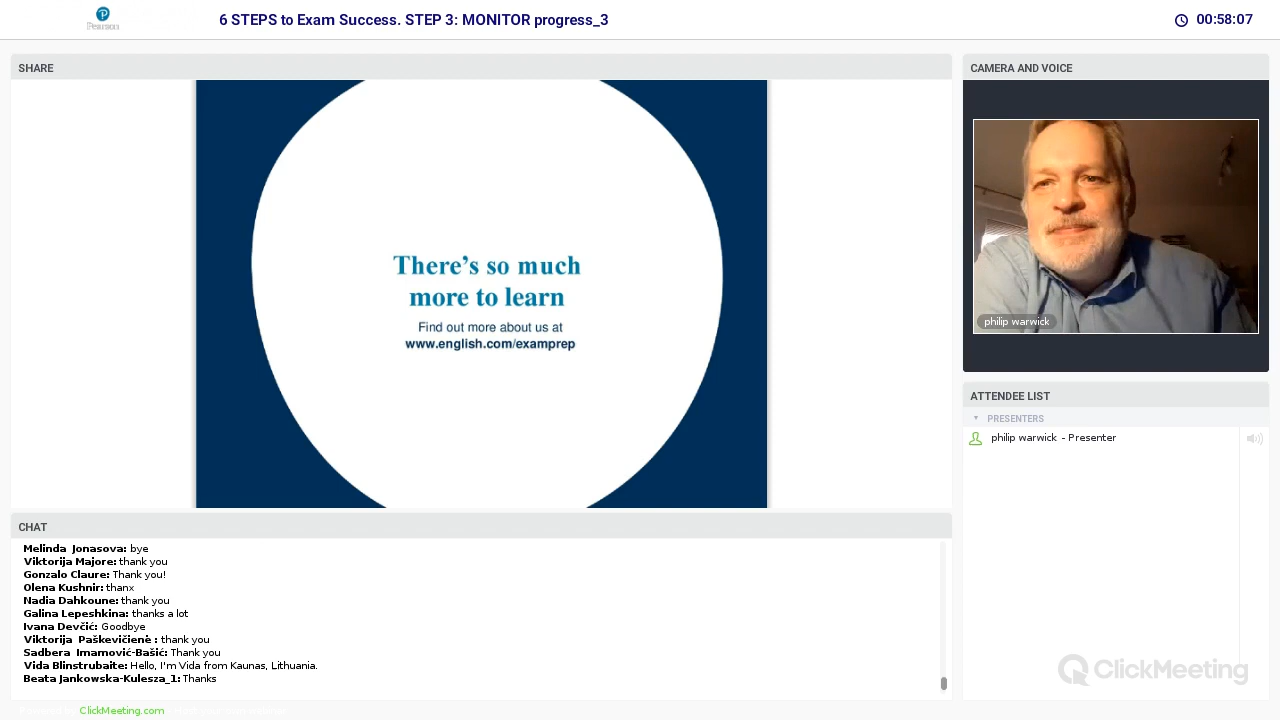 Pearson
6 STEPS to Exam Success. STEP 3: MONITOR progress_3
00:58:07
SHARE
There's so much
more to learn
Find out more about us at
www.english.com/examprep
CAMERA AND VOICE
philip warwick
ATTENDEE LIST
PRESENTERS
philip warwick - Presenter
CHAT
Melinda Jonasova: bye
Viktorija Majore: thank you
Gonzalo Claure: Thank you!
Olena Kushnir: thanx
Nadia Dahkoune: thank you
Galina Lepeshkina: thanks a lot
Ivana Devčić: Goodbye
Viktorija Paškevičienė : thank you
Sadbera Imamović-Bašić: Thank you
Vida Blinstrubaite: Hello, I'm Vida from Kaunas, Lithuania.
Beata Jankowska-Kulesza_1: Thanks
ClickMeeting
ClickMeeting.com